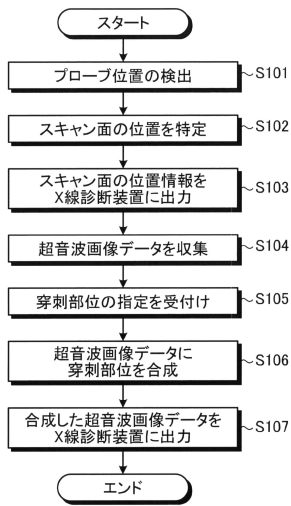 スタート
プローブ位置の検出
S101
スキャン面の位置を特定
S102
スキャン面の位置情報を
X線診断装置に出力
S103
超音波画像データを収集
S104
穿刺部位の指定を受付け
S105
超音波画像データに
穿刺部位を合成
S106
合成した超音波画像データを
X線診断装置に出力
S107
エンド